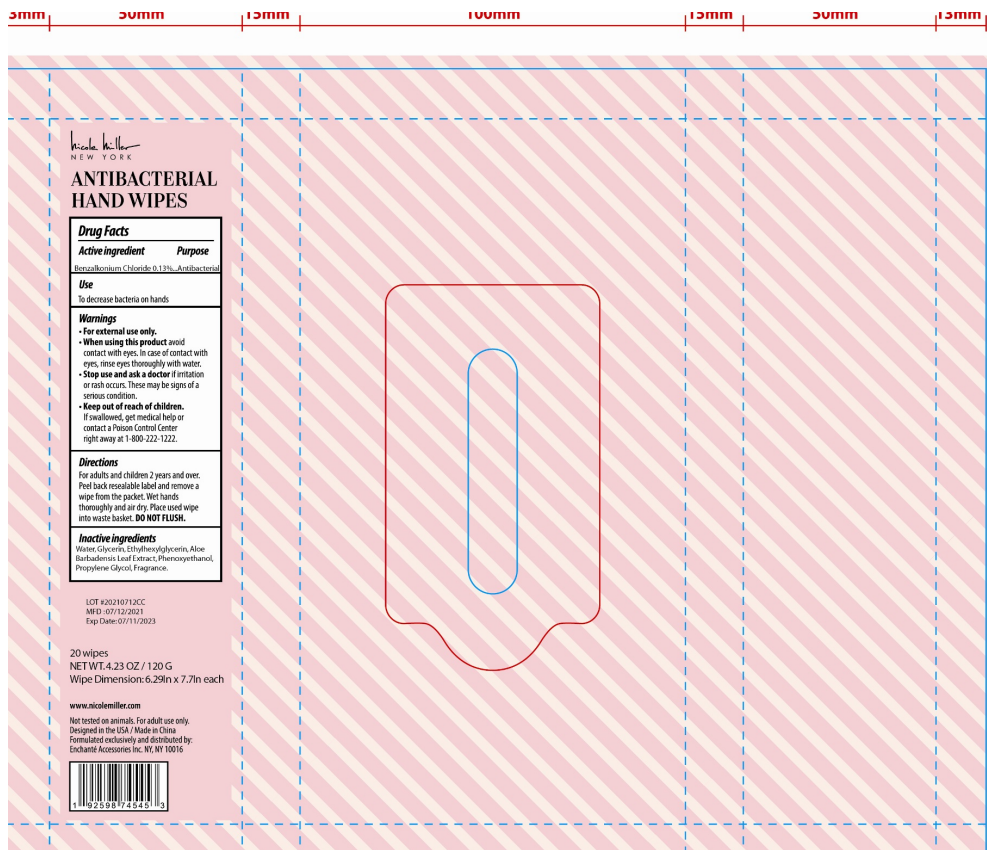 3mm 50mm 15mm 100mm 15mm 50mm 13mm
nicole miller
NEW YORK
ANTIBACTERIAL
HAND WIPES
Drug Facts
Active ingredient Purpose
Benzalkonium Chloride 0.13%...Antibacterial
Use
To decrease bacteria on hands
Warnings
• For external use only.
• When using this product avoid
contact with eyes. In case of contact with
eyes, rinse eyes thoroughly with water.
• Stop use and ask a doctor if irritation
or rash occurs. These may be signs of a
serious condition.
• Keep out of reach of children.
If swallowed, get medical help or
contact a Poison Control Center
right away at 1-800-222-1222.
Directions
For adults and children 2 years and over.
Peel back resealable label and remove a
wipe from the packet. Wet hands
thoroughly and air dry. Place used wipe
into waste basket. DO NOT FLUSH.
Inactive ingredients
Water, Glycerin, Ethylhexylglycerin, Aloe
Barbadensis Leaf Extract, Phenoxyethanol,
Propylene Glycol, Fragrance.
LOT #20210712CC
MFD :07/12/2021
Exp Date: 07/11/2023
20 wipes
NET WT. 4.23 OZ / 120 G
Wipe Dimension: 6.29In x 7.7In each
www.nicolemiller.com
Not tested on animals. For adult use only.
Designed in the USA / Made in China
Formulated exclusively and distributed by:
Enchanté Accessories Inc. NY, NY 10016
1 92598 74545 3